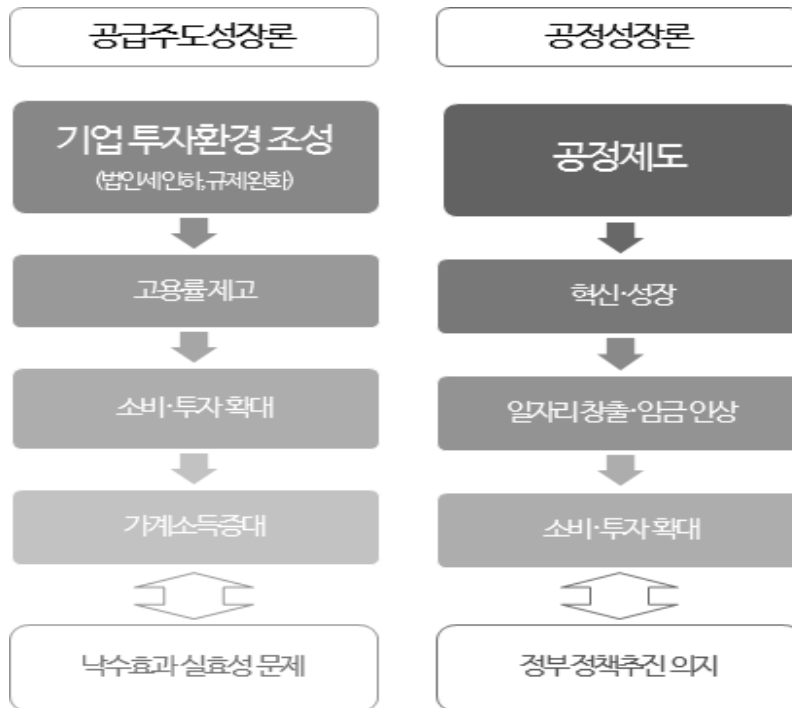 공급주도성장론
기업 투자환경 조성
(법인세인하,규제완화)
고용률 제고
소비·투자 확대
가계소득증대
낙수효과 실효성 문제
공정성장론
공정제도
혁신·성장
일자리 창출·임금 인상
소비·투자 확대
정부 정책추진 의지